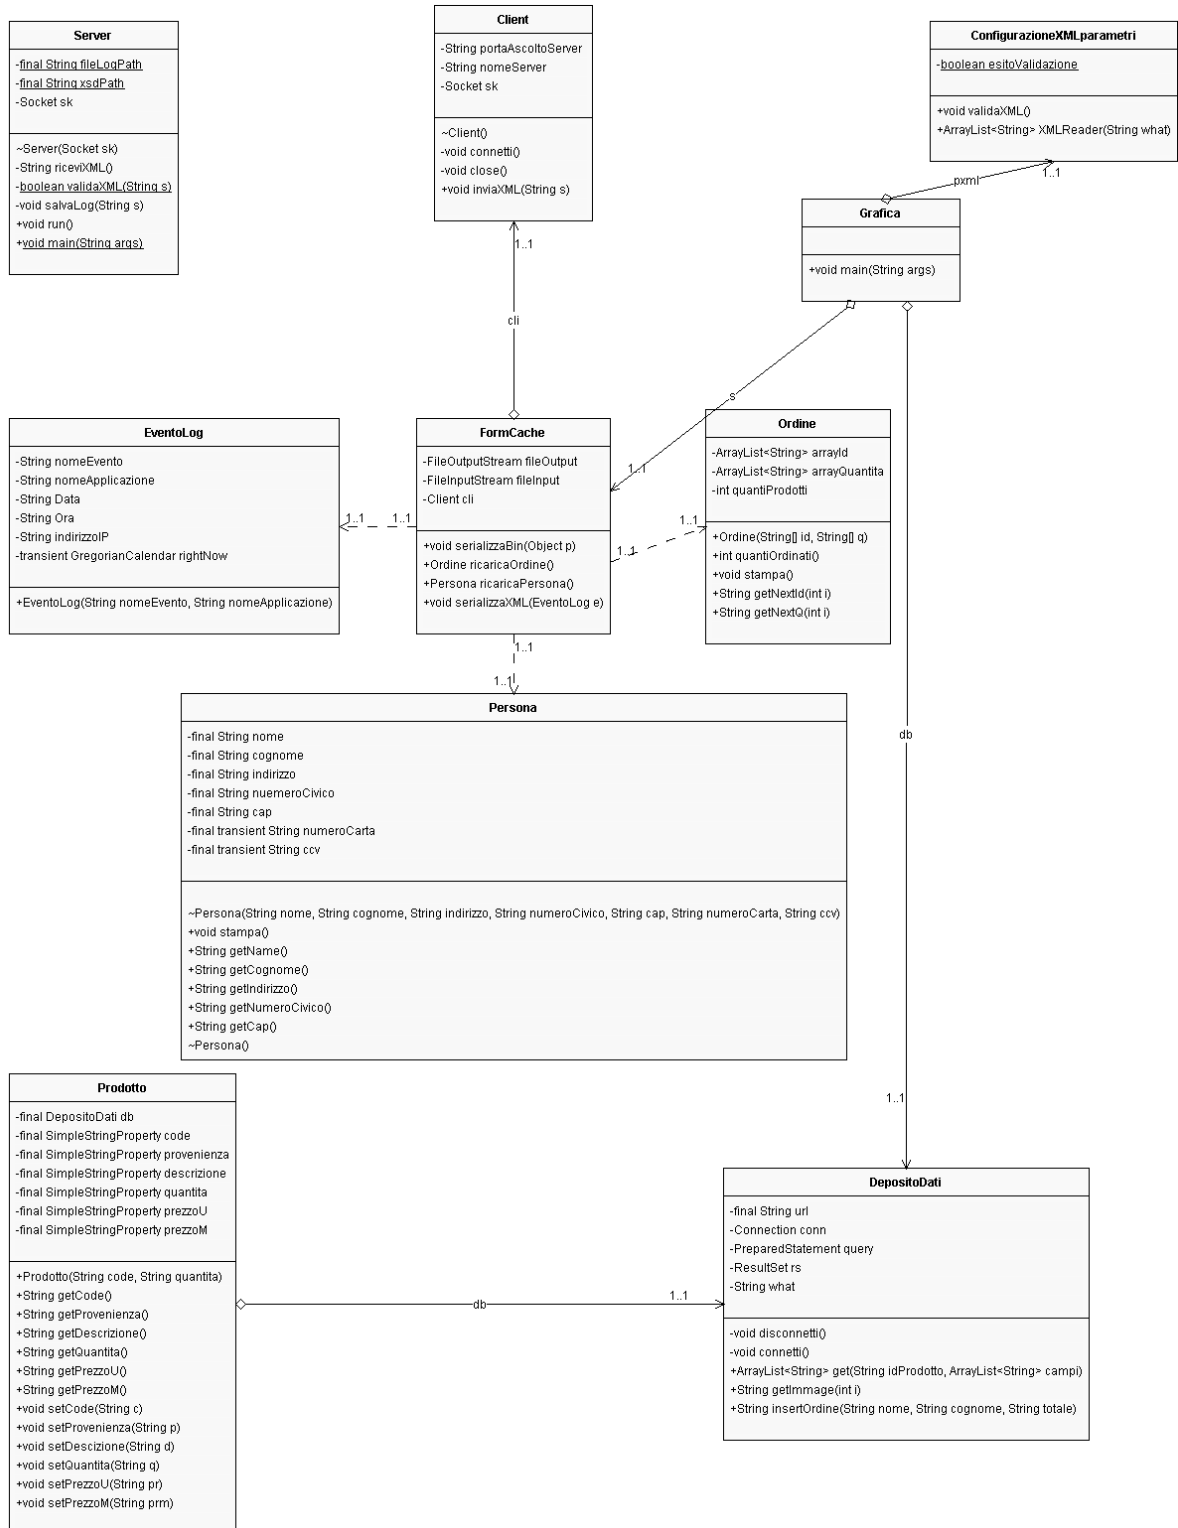 Server
-final String fileLogPath
-final String xsdPath
-Socket sk
~Server(Socket sk)
-String riceviXML()
-boolean validaXML(String s)
-void salvaLog(String s)
+void run()
+void main(String args)
Client
-String portaAscoltoServer
-String nomeServer
-Socket sk
~Client()
-void connetti()
-void close()
+void inviaXML(String s)
ConfigurazioneXMLparametri
-boolean esitoValidazione
+void validaXML()
+ArrayList<String> XMLReader(String what)
1..1
pxml
Grafica
+void main(String args)
1..1
cli
s
1..1
EventoLog
-String nomeEvento
-String nomeApplicazione
-String Data
-String Ora
-String indirizzoIP
-transient GregorianCalendar rightNow
+EventoLog(String nomeEvento, String nomeApplicazione)
1..1
1..1
FormCache
-FileOutputStream fileOutput
-FileInputStream fileInput
-Client cli
+void serializzaBin(Object p)
+Ordine ricaricaOrdine()
+Persona ricaricaPersona()
+void serializzaXML(EventoLog e)
1..1
1..1
Ordine
-ArrayList<String> arrayId
-ArrayList<String> arrayQuantita
-int quantiProdotti
+Ordine(String[] id, String[] q)
+int quantiOrdinati()
+void stampa()
+String getNextId(int i)
+String getNextQ(int i)
1..1
1..1
Persona
-final String nome
-final String cognome
-final String indirizzo
-final String nuemeroCivico
-final String cap
-final transient String numeroCarta
-final transient String ccv
~Persona(String nome, String cognome, String indirizzo, String numeroCivico, String cap, String numeroCarta, String ccv)
+void stampa()
+String getName()
+String getCognome()
+String getIndirizzo()
+String getNumeroCivico()
+String getCap()
~Persona()
db
1..1
Prodotto
-final DepositoDati db
-final SimpleStringProperty code
-final SimpleStringProperty provenienza
-final SimpleStringProperty descrizione
-final SimpleStringProperty quantita
-final SimpleStringProperty prezzoU
-final SimpleStringProperty prezzoM
+Prodotto(String code, String quantita)
+String getCode()
+String getProvenienza()
+String getDescrizione()
+String getQuantita()
+String getPrezzoU()
+String getPrezzoM()
+void setCode(String c)
+void setProvenienza(String p)
+void setDescizione(String d)
+void setQuantita(String q)
+void setPrezzoU(String pr)
+void setPrezzoM(String prm)
db
1..1
DepositoDati
-final String url
-Connection conn
-PreparedStatement query
-ResultSet rs
-String what
-void disconnetti()
-void connetti()
+ArrayList<String> get(String idProdotto, ArrayList<String> campi)
+String getImmage(int i)
+String insertOrdine(String nome, String cognome, String totale)